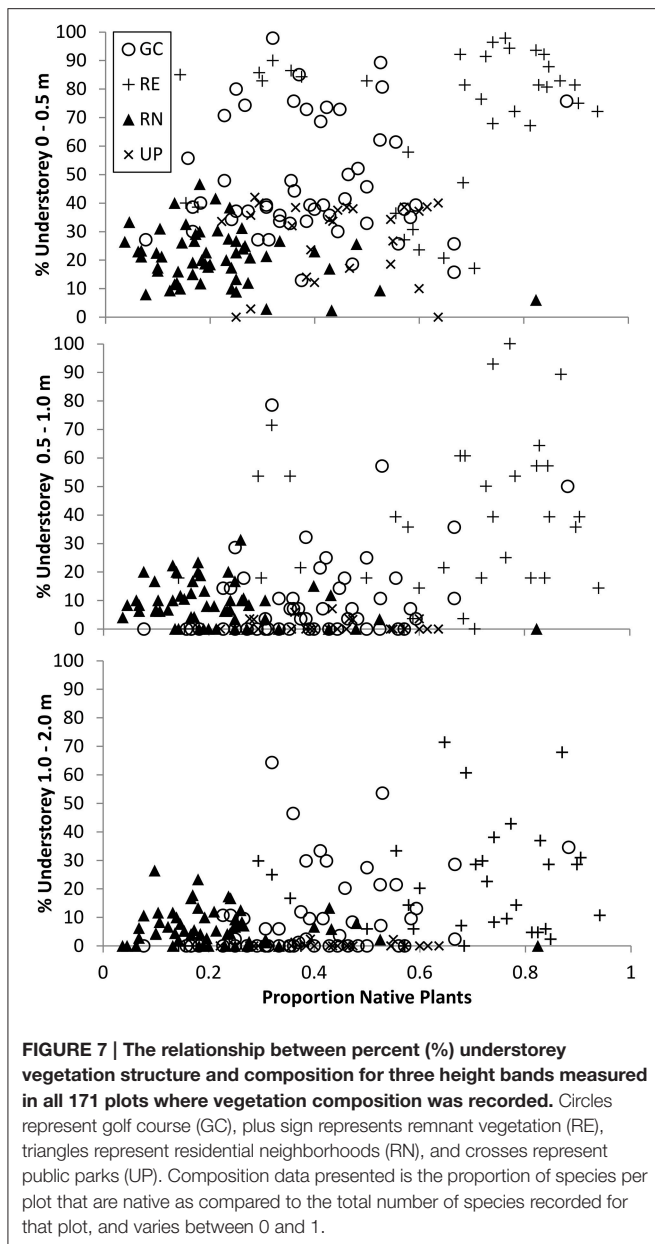 % Understorey 0 - 0.5 m
100
90
80
70
60
50
40
30
20
10
0
GC
RE
RN
UP
% Understorey 0.5 - 1.0 m
100
90
80
70
60
50
40
30
20
10
0
% Understorey 1.0 - 2.0 m
100
90
80
70
60
50
40
30
20
10
0
0 0.2 0.4 0.6 0.8 1
Proportion Native Plants
FIGURE 7 | The relationship between percent (%) understorey
vegetation structure and composition for three height bands measured
in all 171 plots where vegetation composition was recorded. Circles
represent golf course (GC), plus sign represents remnant vegetation (RE),
triangles represent residential neighborhoods (RN), and crosses represent
public parks (UP). Composition data presented is the proportion of species per
plot that are native as compared to the total number of species recorded for
that plot, and varies between 0 and 1.